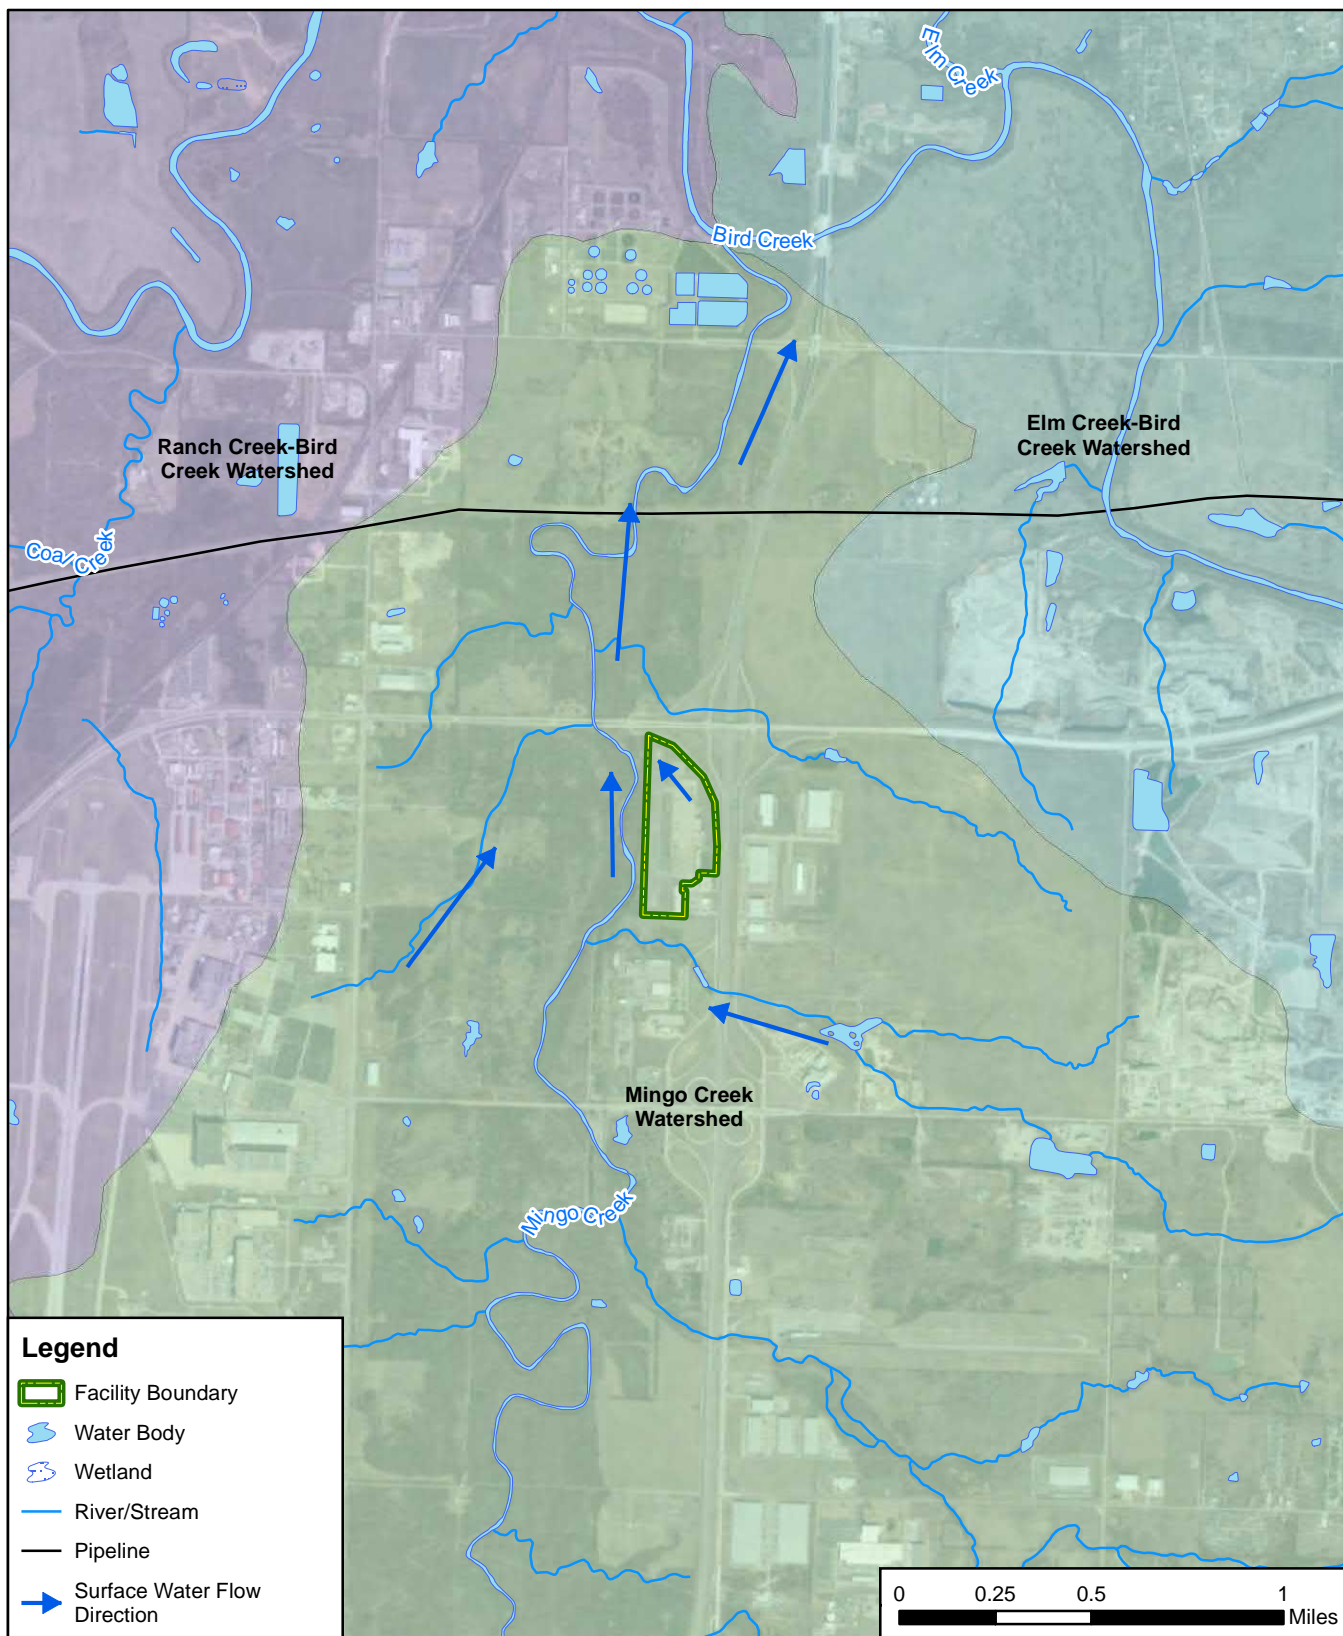 Elm Creek
Bird Creek
Ranch Creek-Bird
Creek Watershed
Elm Creek-Bird
Creek Watershed
Coal Creek
Mingo Creek
Watershed
Mingo Creek
Legend
Facility Boundary
Water Body
Wetland
River/Stream
Pipeline
Surface Water Flow
Direction
0 0.25 0.5 1
Miles